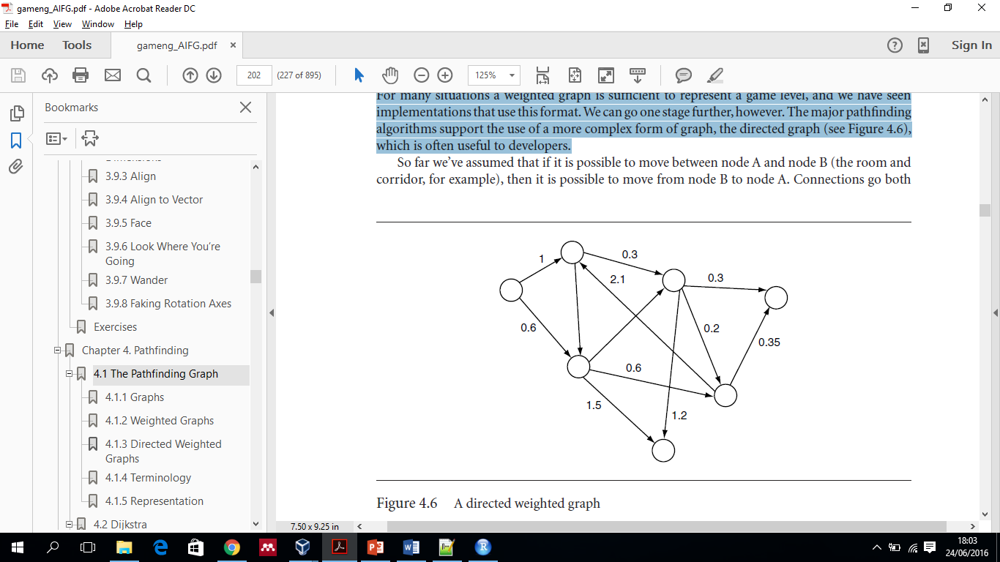 gameng_AIFG.pdf - Adobe Acrobat Reader DC
File Edit View Window Help
Home Tools gameng_AIFG.pdf × Sign In
202 (227 of 895) 125%
Bookmarks
3.9.3 Align
3.9.4 Align to Vector
3.9.5 Face
3.9.6 Look Where You're
Going
3.9.7 Wander
3.9.8 Faking Rotation Axes
Exercises
Chapter 4. Pathfinding
4.1 The Pathfinding Graph
4.1.1 Graphs
4.1.2 Weighted Graphs
4.1.3 Directed Weighted
Graphs
4.1.4 Terminology
4.1.5 Representation
4.2 Dijkstra
For many situations a weighted graph is sufficient to represent a game level, and we have seen
implementations that use this format. We can go one stage further, however. The major pathfinding
algorithms support the use of a more complex form of graph, the directed graph (see Figure 4.6),
which is often useful to developers.
So far we've assumed that if it is possible to move between node A and node B (the room and
corridor, for example), then it is possible to move from node B to node A. Connections go both
1
0.3
2.1
0.3
0.6
0.2
0.35
0.6
1.5
1.2
Figure 4.6 A directed weighted graph
7.50 x 9.25 in
18:03
24/06/2016